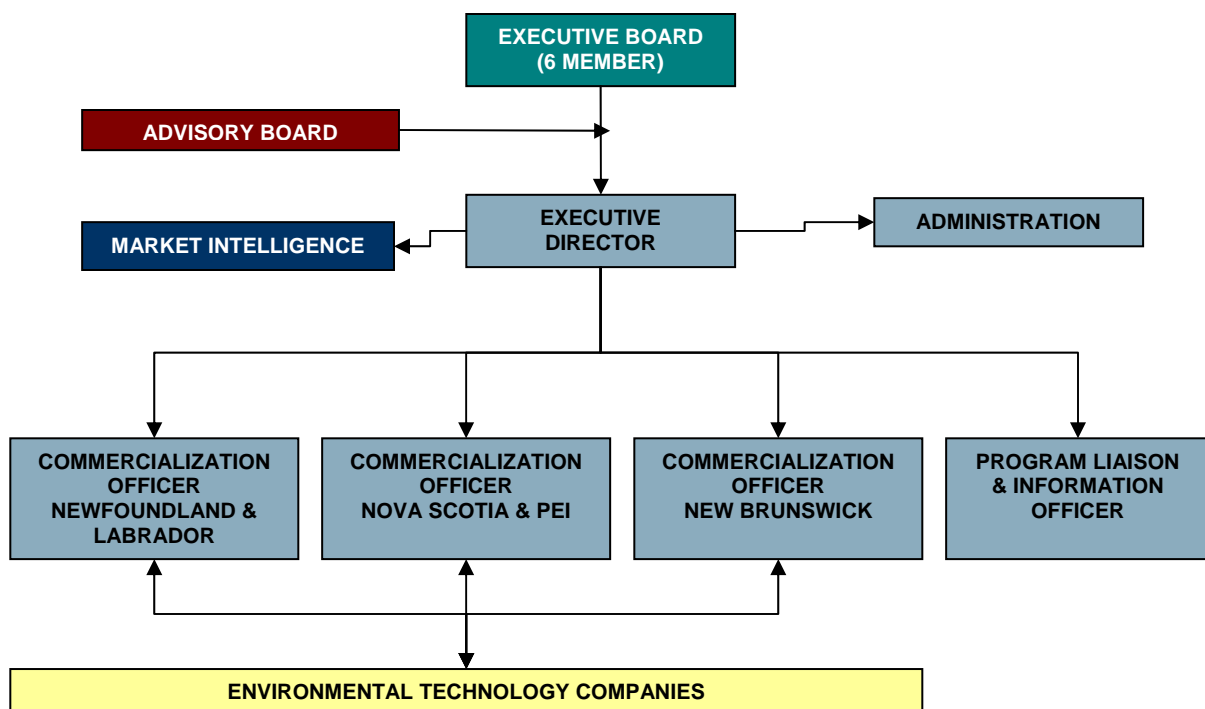 EXECUTIVE BOARD
(6 MEMBER)
ADVISORY BOARD
EXECUTIVE
DIRECTOR
ADMINISTRATION
MARKET INTELLIGENCE
COMMERCIALIZATION
OFFICER
NEWFOUNDLAND &
LABRADOR
COMMERCIALIZATION
OFFICER
NOVA SCOTIA & PEI
COMMERCIALIZATION
OFFICER
NEW BRUNSWICK
PROGRAM LIAISON
& INFORMATION
OFFICER
ENVIRONMENTAL TECHNOLOGY COMPANIES